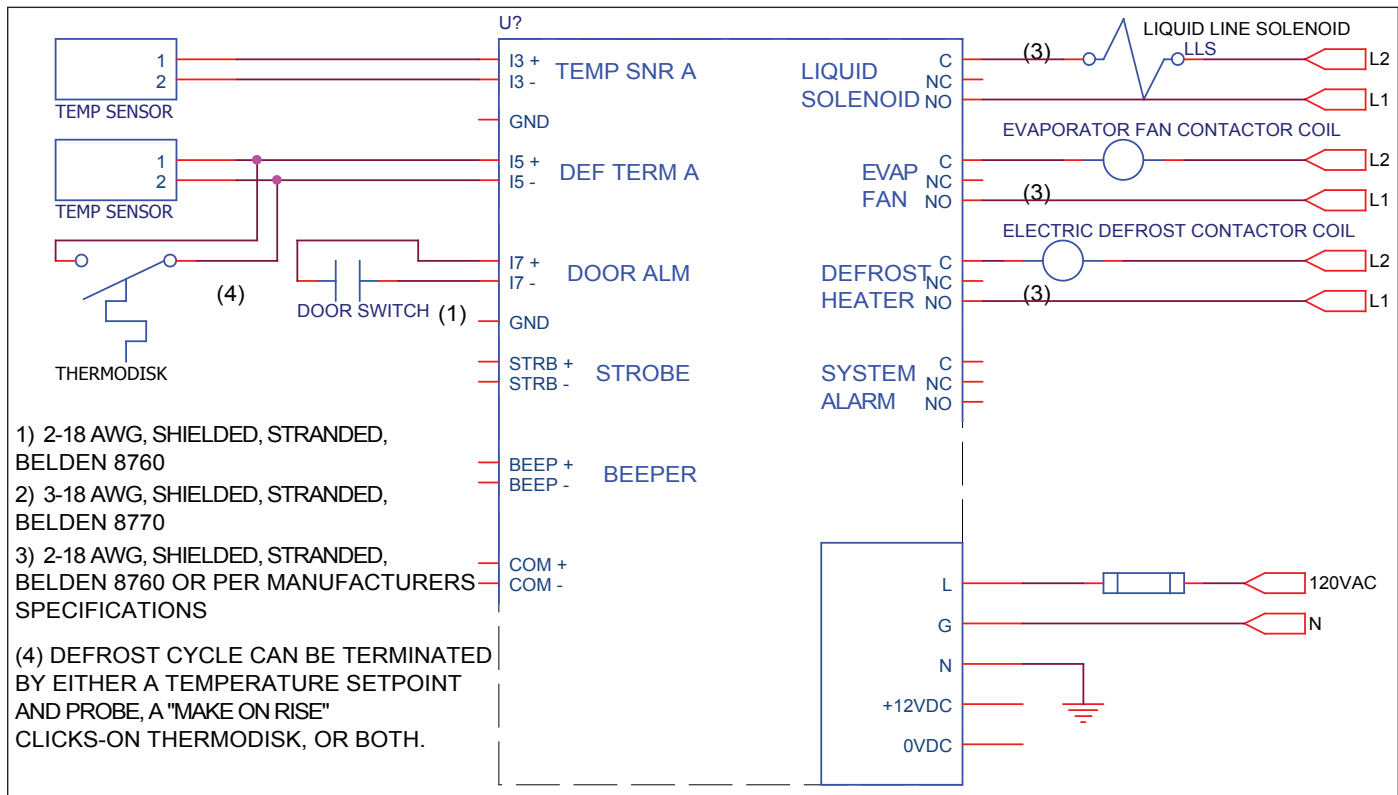 U?
1
2
TEMP SENSOR
1
2
TEMP SENSOR
(4)
THERMODISK
DOOR SWITCH (1)
I3 +
I3 -
TEMP SNR A
GND
I5 +
I5 -
DEF TERM A
I7 +
I7 -
DOOR ALM
GND
STRB +
STRB -
STROBE
BEEP +
BEEP -
BEEPER
COM +
COM -
LIQUID
SOLENOID
C
NC
NO
(3)
LIQUID LINE SOLENOID
LLS
L2
L1
EVAPORATOR FAN CONTACTOR COIL
EVAP
FAN
C
NC
NO
(3)
L2
L1
ELECTRIC DEFROST CONTACTOR COIL
DEFROST
HEATER
C
NC
NO
(3)
L2
L1
SYSTEM
ALARM
C
NC
NO
L
G
N
+12VDC
0VDC
120VAC
N
1) 2-18 AWG, SHIELDED, STRANDED,
BELDEN 8760
2) 3-18 AWG, SHIELDED, STRANDED,
BELDEN 8770
3) 2-18 AWG, SHIELDED, STRANDED,
BELDEN 8760 OR PER MANUFACTURERS
SPECIFICATIONS
(4) DEFROST CYCLE CAN BE TERMINATED
BY EITHER A TEMPERATURE SETPOINT
AND PROBE, A "MAKE ON RISE"
CLICKS-ON THERMODISK, OR BOTH.